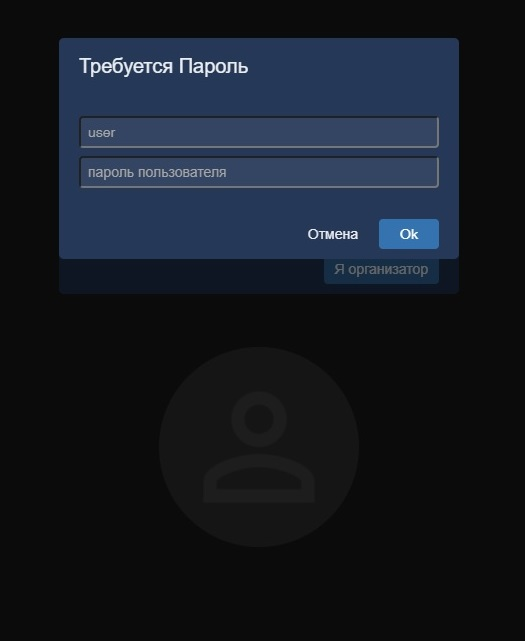 Требуется Пароль
user
пароль пользователя
Отмена
Ok
Я организатор